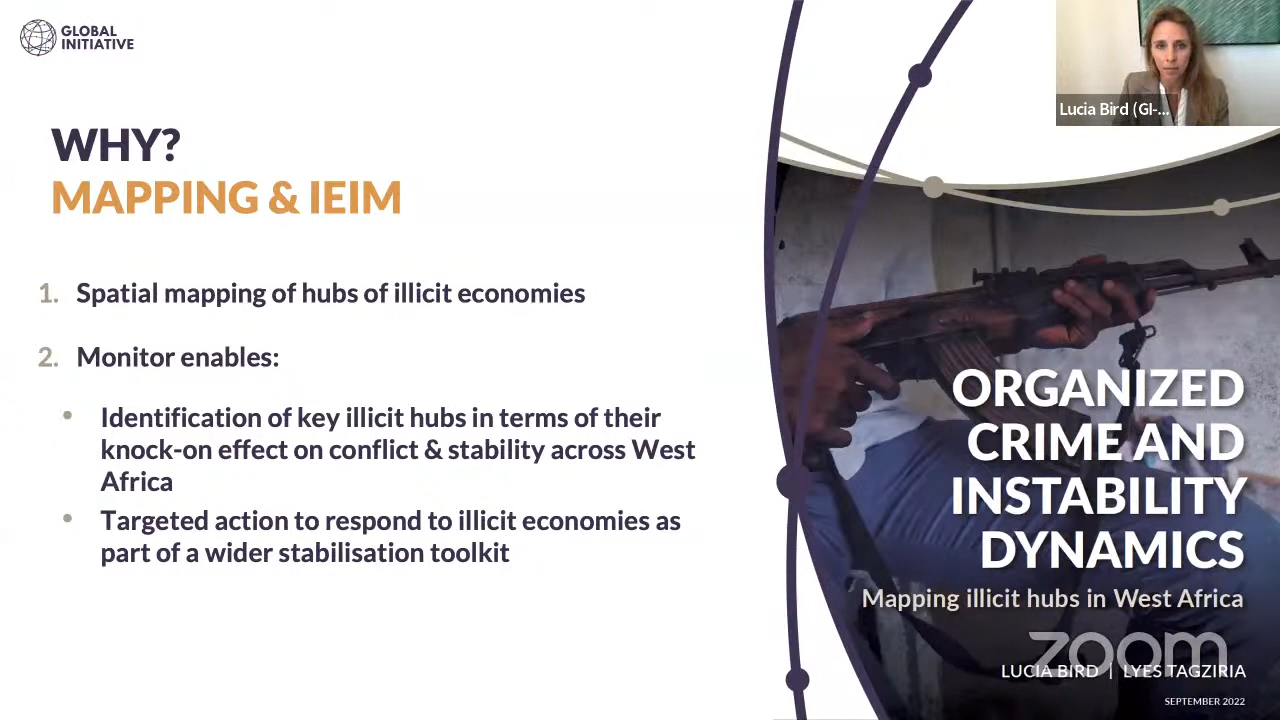 GLOBAL
INITIATIVE
WHY?
MAPPING & IEIM
1. Spatial mapping of hubs of illicit economies
2. Monitor enables:
• Identification of key illicit hubs in terms of their
knock-on effect on conflict & stability across West
Africa
• Targeted action to respond to illicit economies as
part of a wider stabilisation toolkit
Lucia Bird (GI-...
ORGANIZED
CRIME AND
INSTABILITY
DYNAMICS
Mapping illicit hubs in West Africa
zoom
LUCIA BIRD | LYES TAGZIRIA
SEPTEMBER 2022